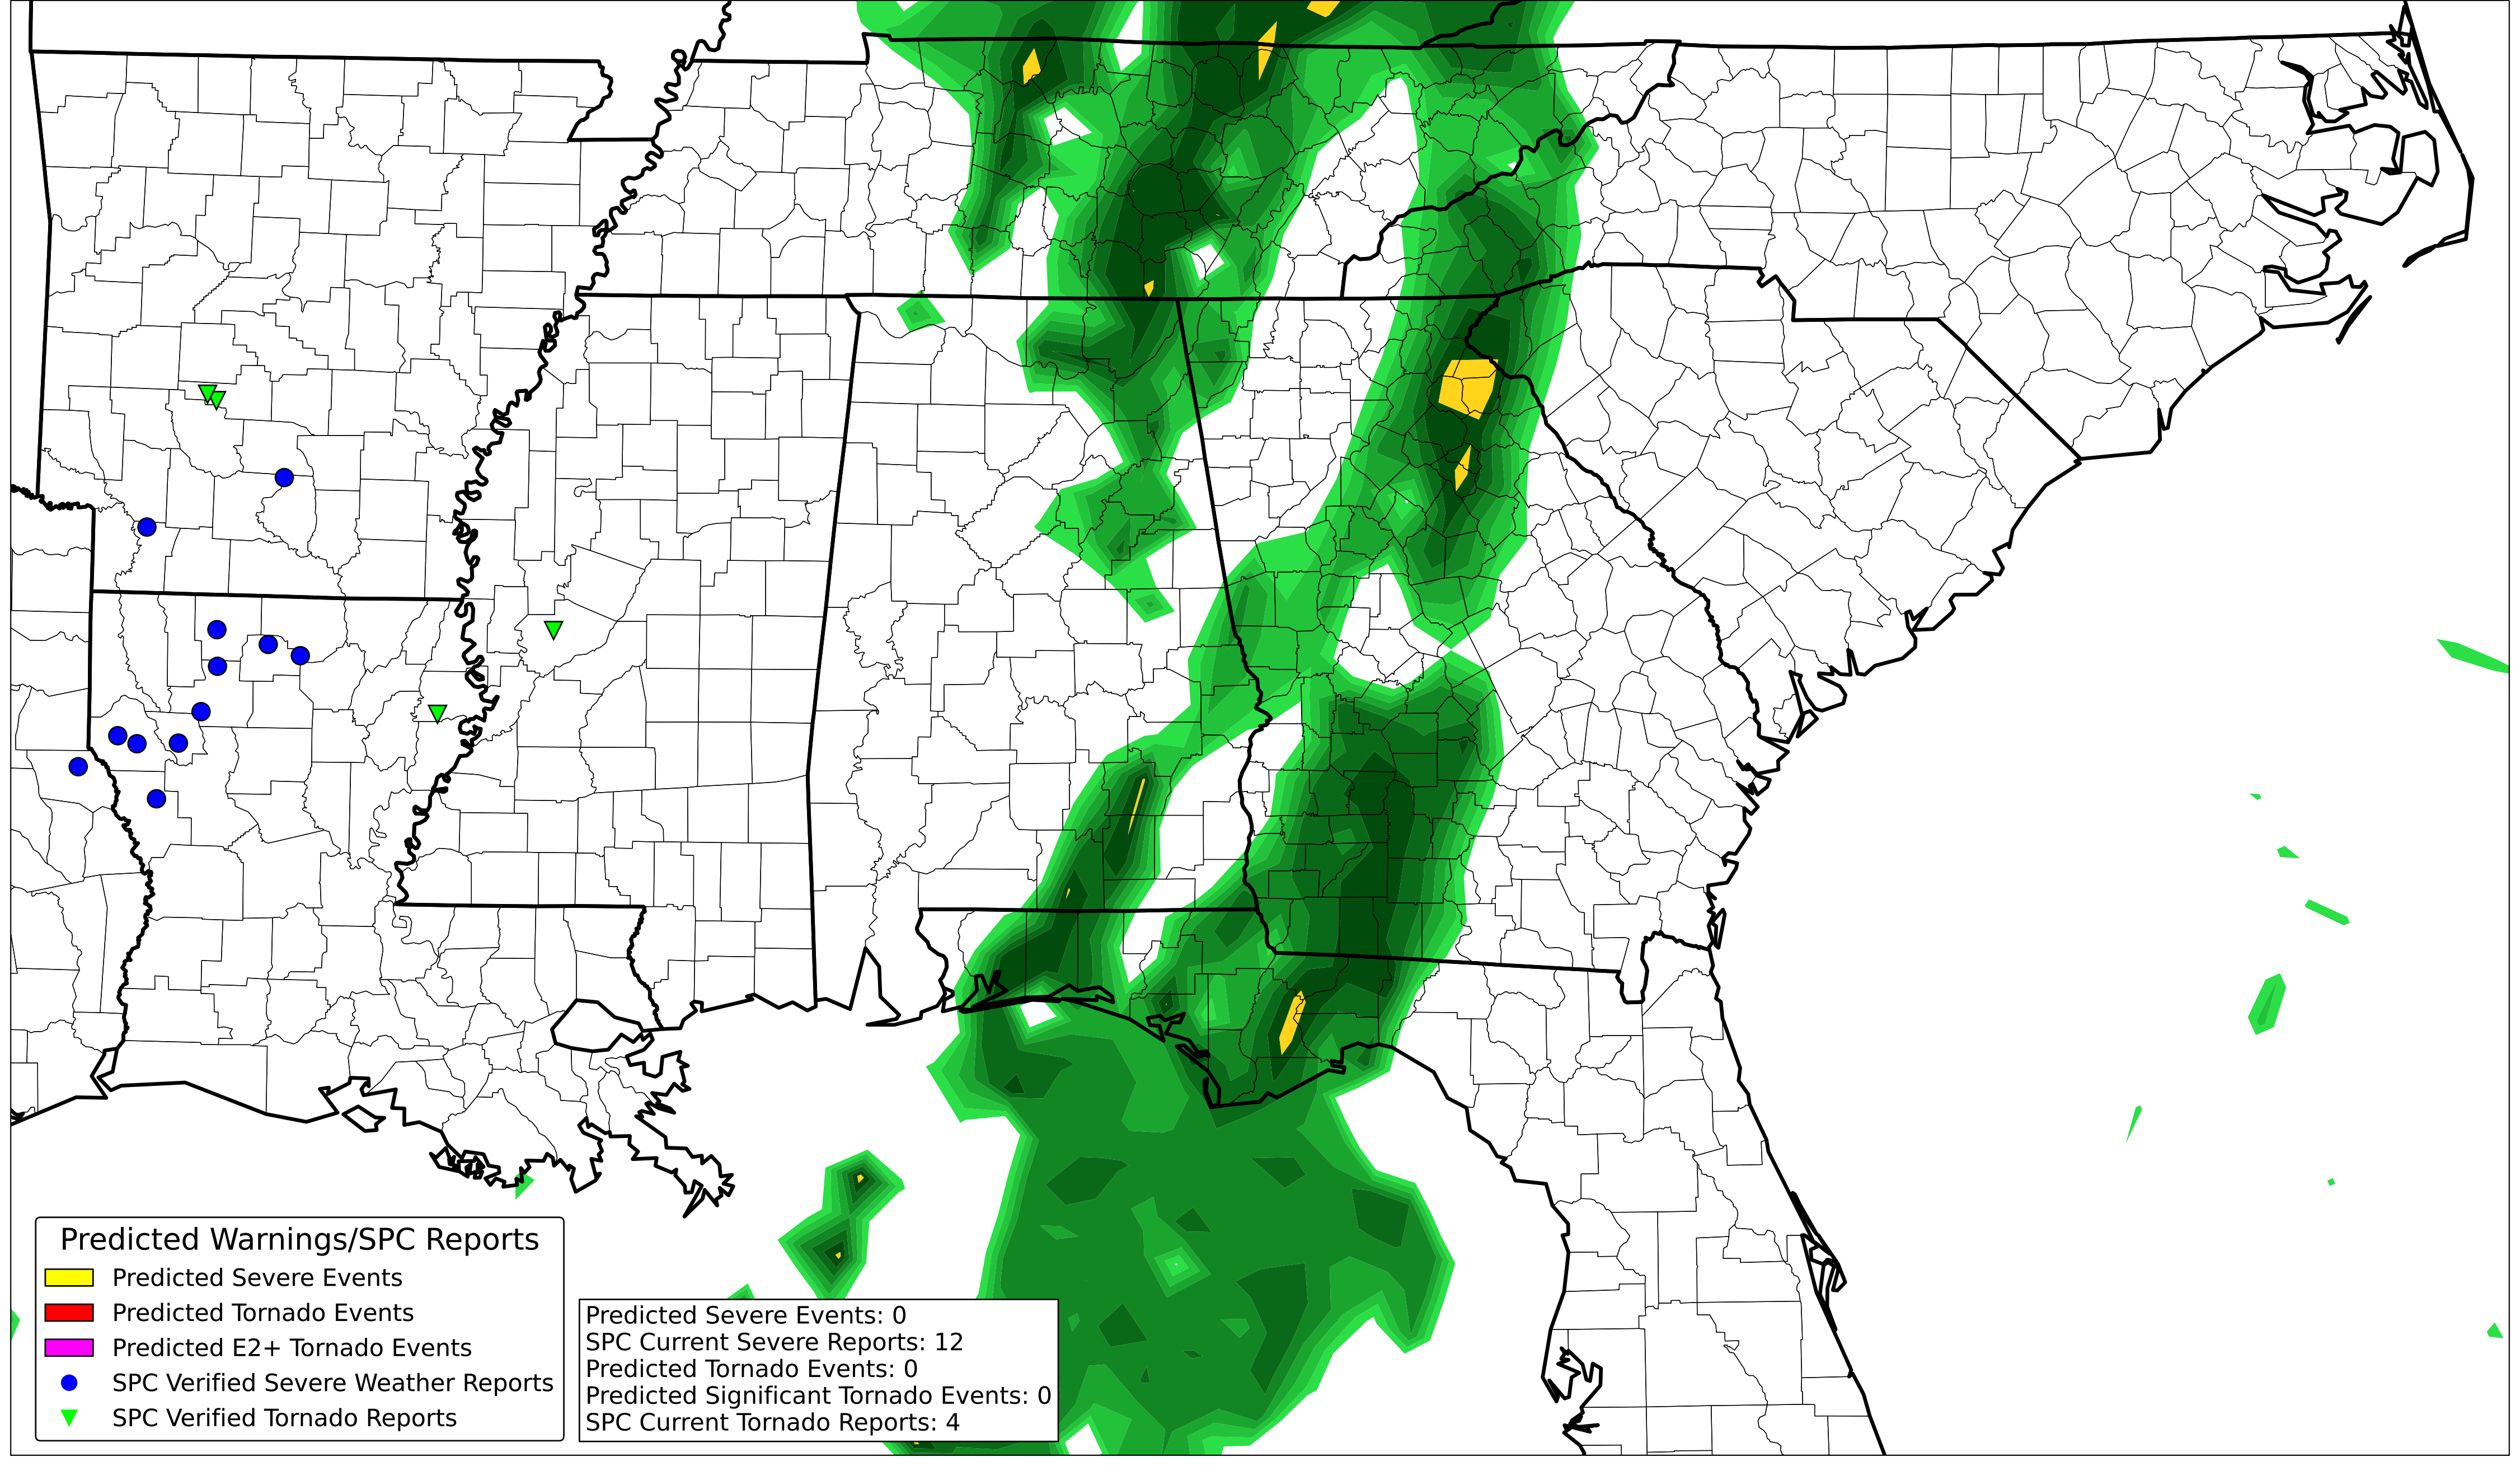 Predicted Warnings/SPC Reports
Predicted Severe Events
Predicted Tornado Events
Predicted E2+ Tornado Events
SPC Verified Severe Weather Reports
SPC Verified Tornado Reports
Predicted Severe Events: 0
SPC Current Severe Reports: 12
Predicted Tornado Events: 0
Predicted Significant Tornado Events: 0
SPC Current Tornado Reports: 4